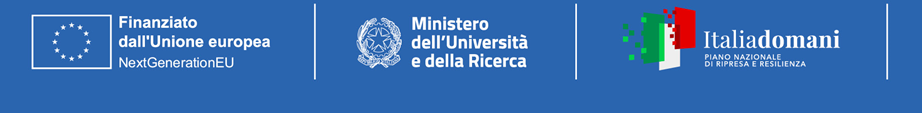 Finanziato
dall'Unione europea
NextGenerationEU
Ministero
dell'Università
e della Ricerca
Italiadomani
PIANO NAZIONALE
DI RIPRESA E RESILIENZA